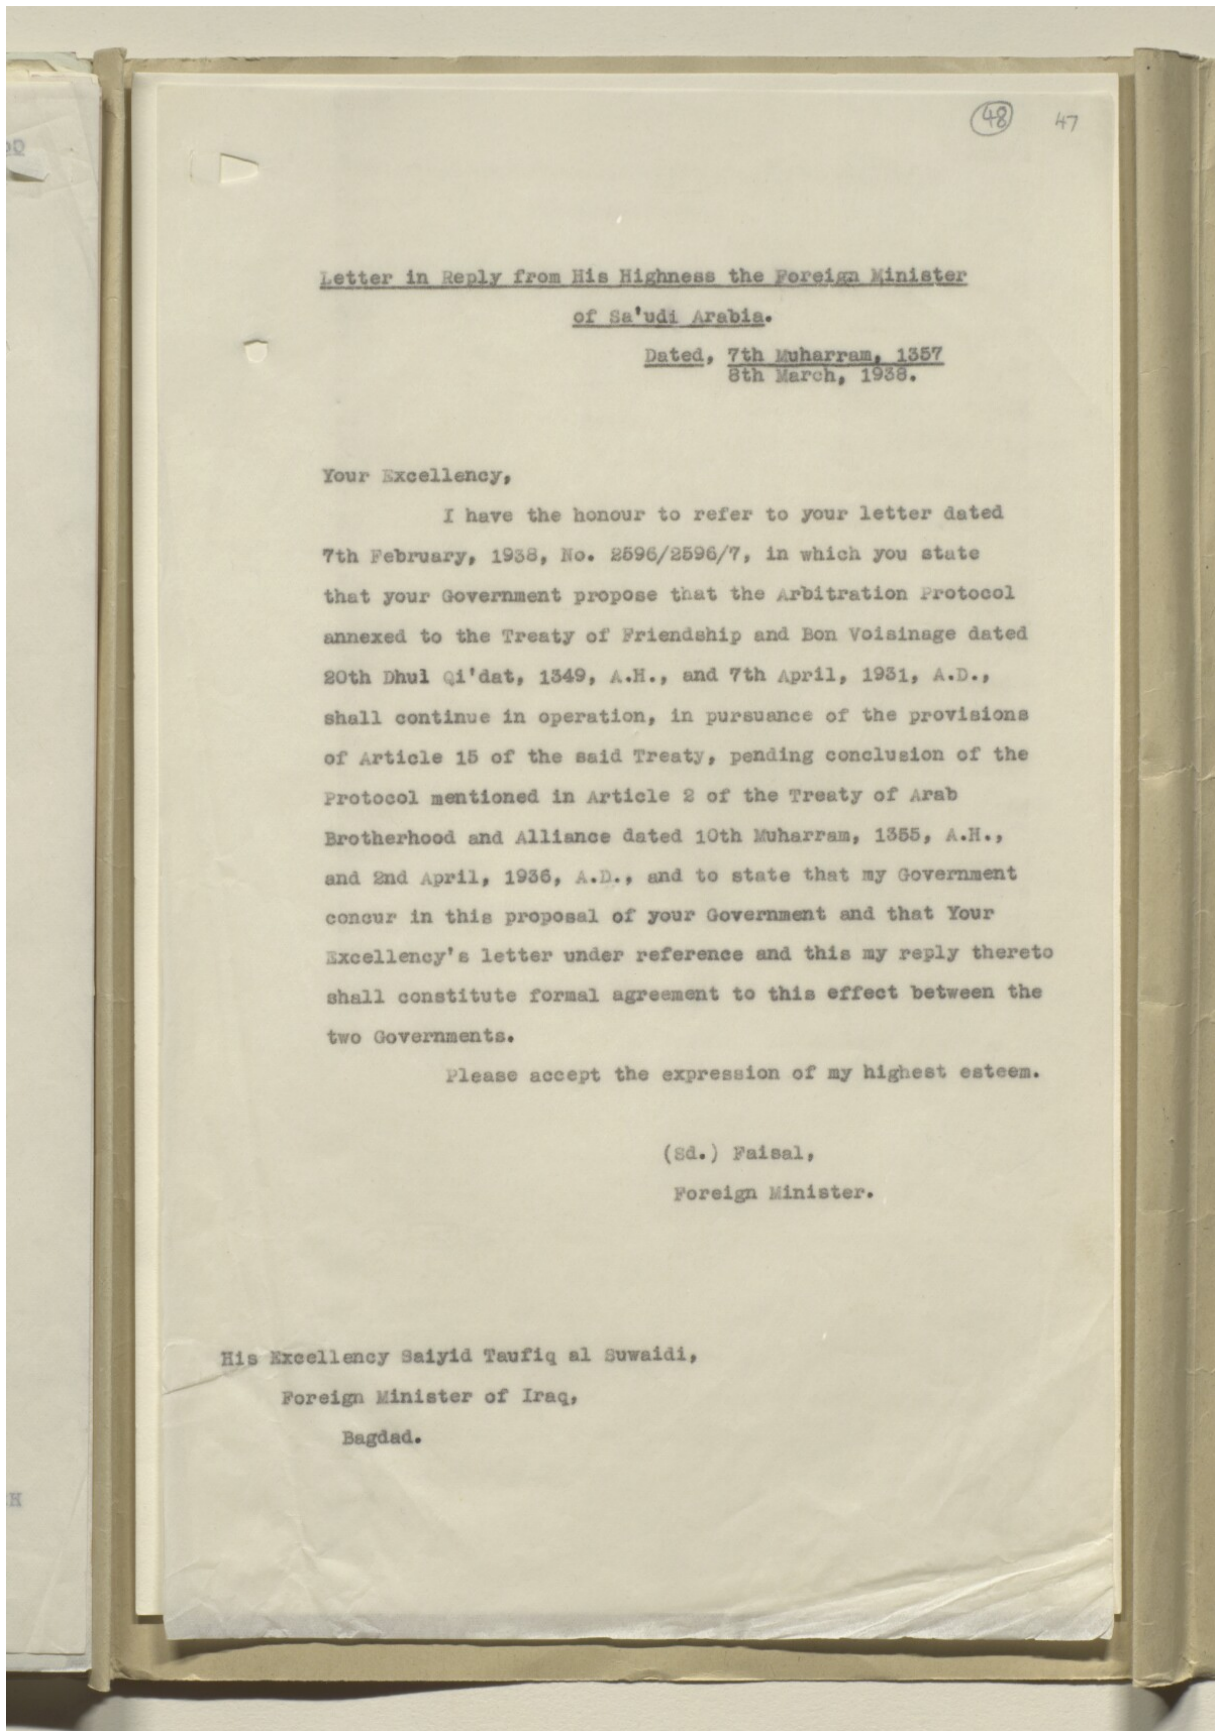 48 47
Letter in Reply from His Highness the Foreign Minister
of Sa'udi Arabia.
Dated, 7th Muharram, 1357
8th March, 1938.
Your Excellency,
I have the honour to refer to your letter dated
7th February, 1938, No. 2596/2596/7, in which you state
that your Government propose that the Arbitration Protocol
annexed to the Treaty of Friendship and Bon Voisinage dated
20th Dhul Qi'dat, 1349, A.H., and 7th April, 1931, A.D.,
shall continue in operation, in pursuance of the provisions
of Article 15 of the said Treaty, pending conclusion of the
Protocol mentioned in Article 2 of the Treaty of Arab
Brotherhood and Alliance dated 10th Muharram, 1355, A.H.,
and 2nd April, 1936, A.D., and to state that my Government
concur in this proposal of your Government and that Your
Excellency's letter under reference and this my reply thereto
shall constitute formal agreement to this effect between the
two Governments.
Please accept the expression of my highest esteem.
(Sd.) Faisal,
Foreign Minister.
His Excellency Saiyid Taufiq al Suwaidi,
Foreign Minister of Iraq,
Bagdad.